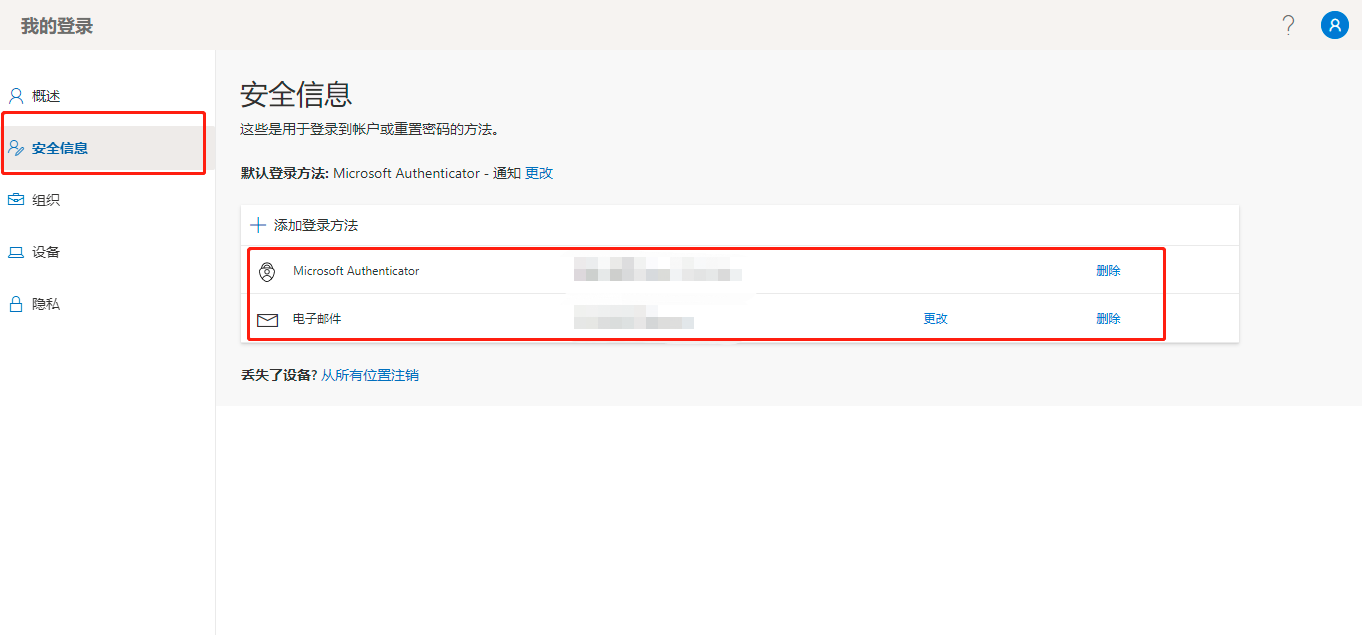 我的登录
概述
安全信息
组织
设备
隐私
安全信息
这些是用于登录到帐户或重置密码的方法。
默认登录方法: Microsoft Authenticator - 通知 更改
添加登录方法
Microsoft Authenticator 删除
电子邮件 更改 删除
丢失了设备? 从所有位置注销